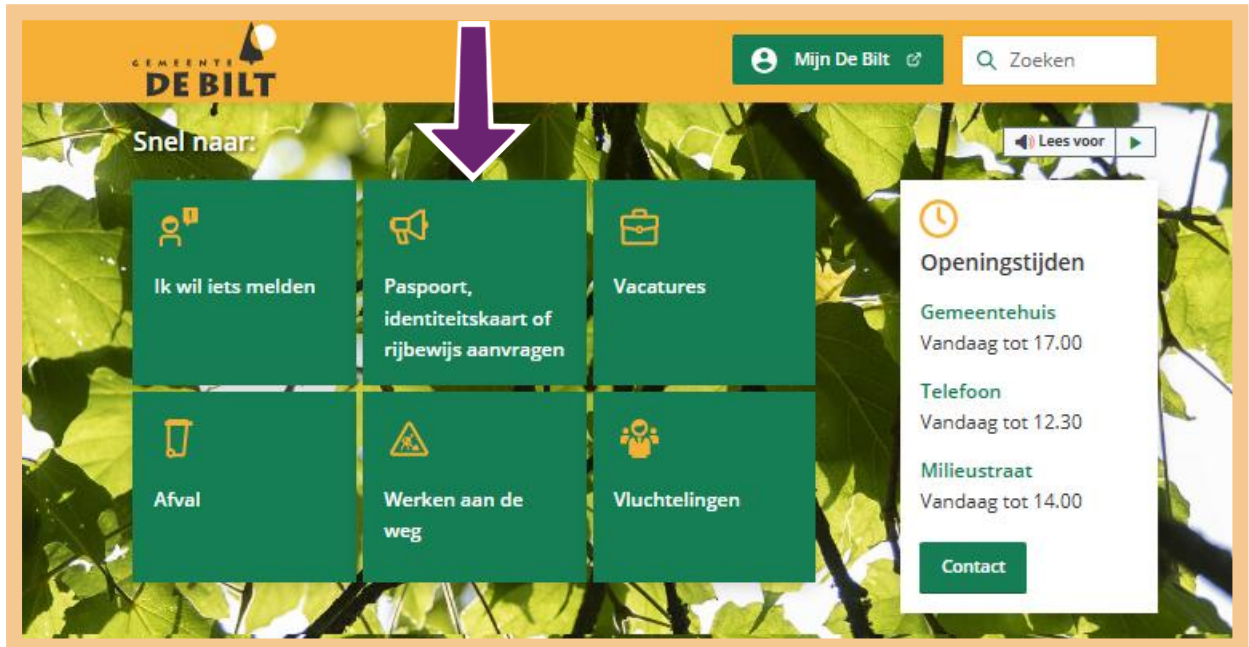 GEMEENTE
DE BILT
Mijn De Bilt
Zoeken
Snel naar:
Lees voor
Ik wil iets melden
Paspoort,
identiteitskaart of
rijbewijs aanvragen
Vacatures
Afval
Werken aan de
weg
Vluchtelingen
Openingstijden
Gemeentehuis
Vandaag tot 17.00
Telefoon
Vandaag tot 12.30
Milieustraat
Vandaag tot 14.00
Contact